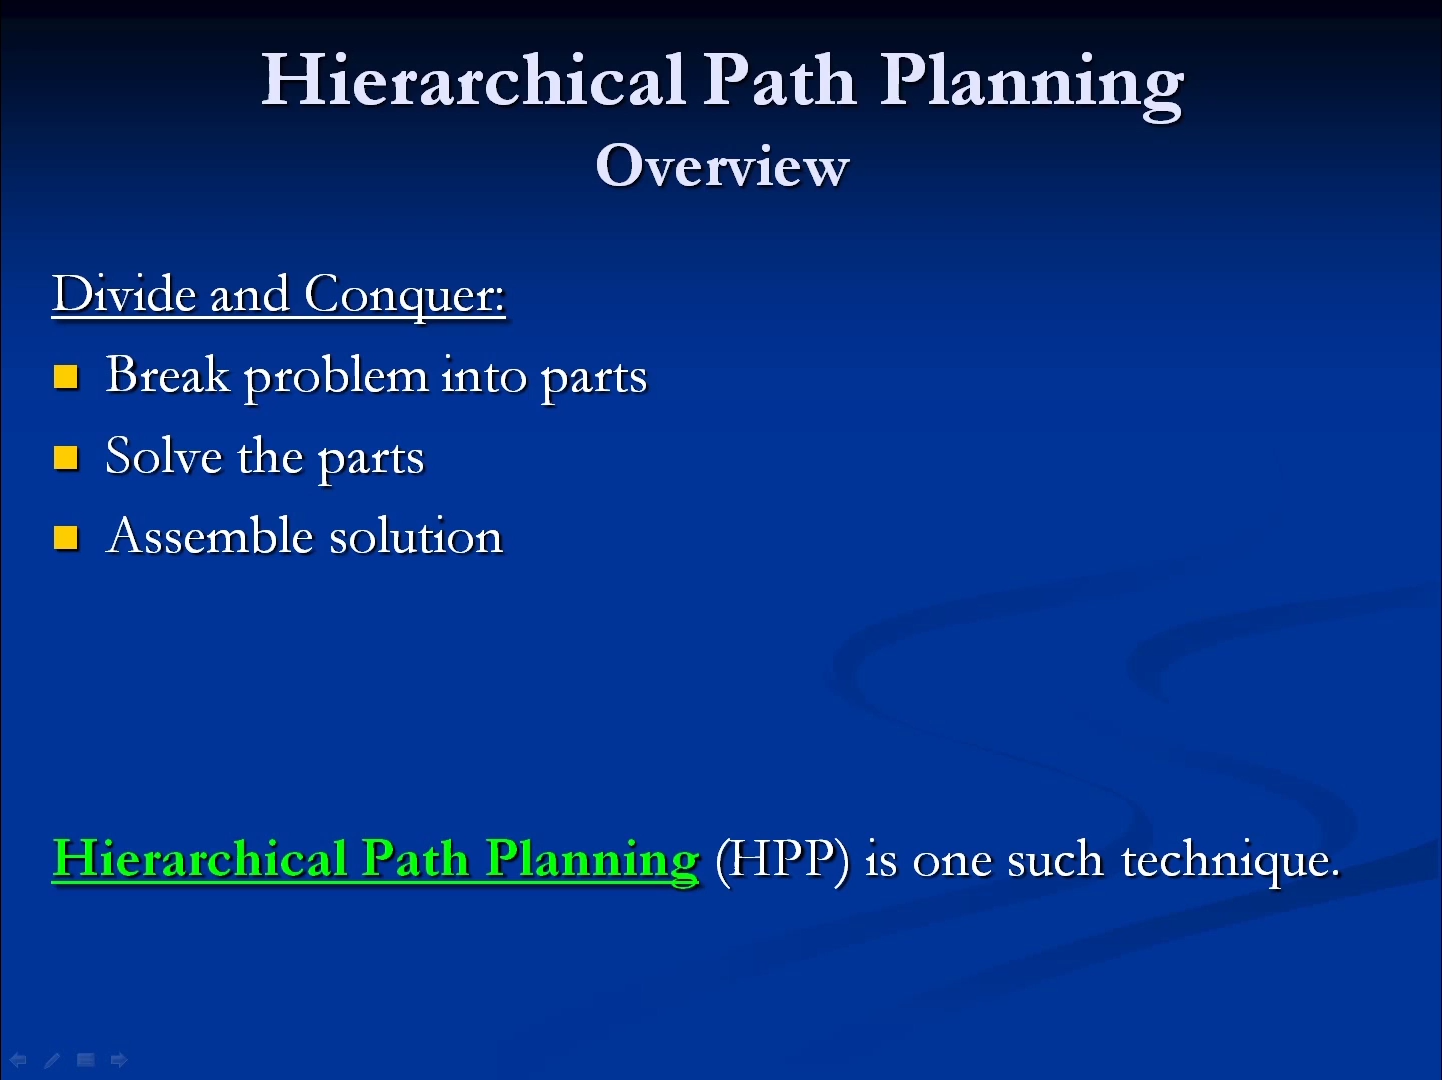 Hierarchical Path Planning
Overview
Divide and Conquer:
Break problem into parts
Solve the parts
Assemble solution
Hierarchical Path Planning (HPP) is one such technique.